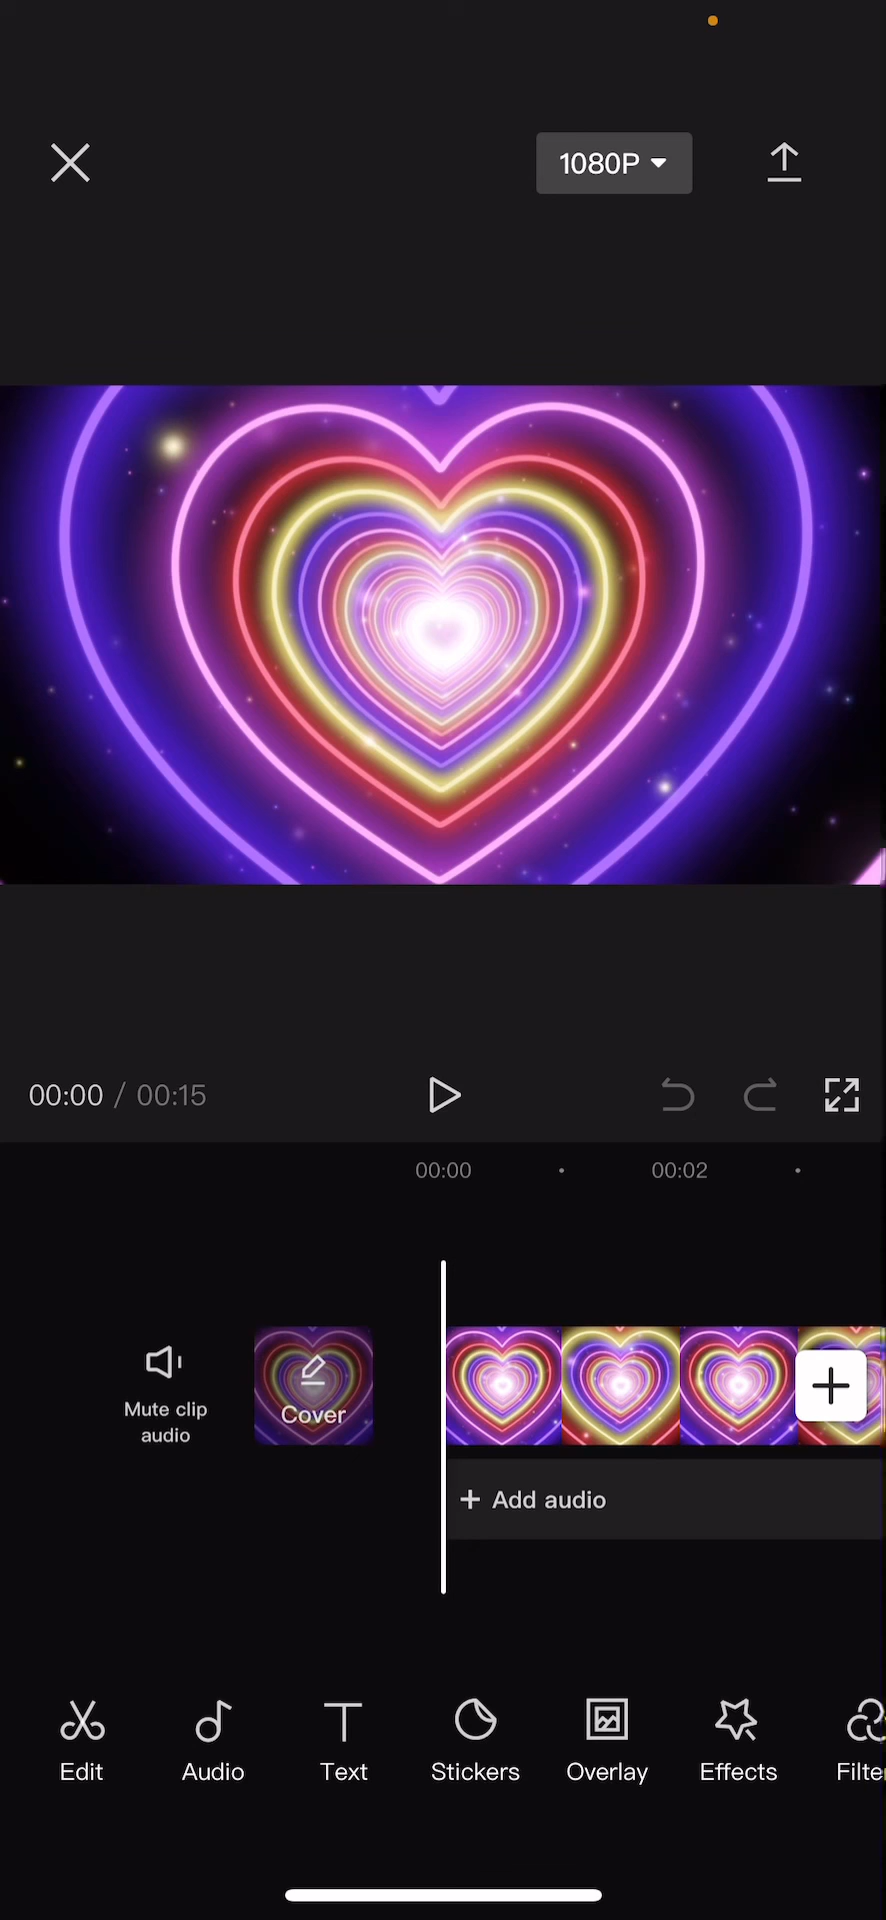 1080P
00:00 / 00:15
00:00
00:02
Mute clip
audio
Cover
Add audio
Edit
Audio
Text
Stickers
Overlay
Effects
Filte